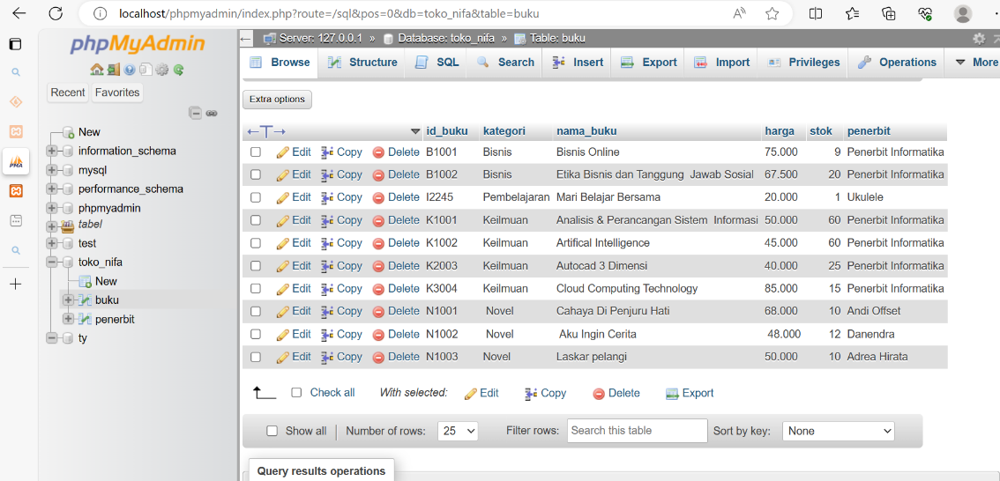 localhost/phpmyadmin/index.php?route=/sql&pos=0&db=toko_nifa&table=buku
phpMyAdmin
Recent Favorites
New
information_schema
mysql
performance_schema
phpmyadmin
tabel
test
toko_nifa
New
buku
penerbit
ty
PMA
Server: 127.0.0.1 » Database: toko_nifa » Table: buku
Browse Structure SQL Search Insert Export Import Privileges Operations More
Extra options
id_buku kategori nama_buku harga stok penerbit
Edit Copy Delete B1001 Bisnis Bisnis Online 75.000 9 Penerbit Informatika
Edit Copy Delete B1002 Bisnis Etika Bisnis dan Tanggung Jawab Sosial 67.500 20 Penerbit Informatika
Edit Copy Delete I2245 Pembelajaran Mari Belajar Bersama 20.000 1 Ukulele
Edit Copy Delete K1001 Keilmuan Analisis & Perancangan Sistem Informasi 50.000 60 Penerbit Informatika
Edit Copy Delete K1002 Keilmuan Artifical Intelligence 45.000 60 Penerbit Informatika
Edit Copy Delete K2003 Keilmuan Autocad 3 Dimensi 40.000 25 Penerbit Informatika
Edit Copy Delete K3004 Keilmuan Cloud Computing Technology 85.000 15 Penerbit Informatika
Edit Copy Delete N1001 Novel Cahaya Di Penjuru Hati 68.000 10 Andi Offset
Edit Copy Delete N1002 Novel Aku Ingin Cerita 48.000 12 Danendra
Edit Copy Delete N1003 Novel Laskar pelangi 50.000 10 Adrea Hirata
Check all With selected: Edit Copy Delete Export
Show all Number of rows: 25 Filter rows: Search this table Sort by key: None
Query results operations